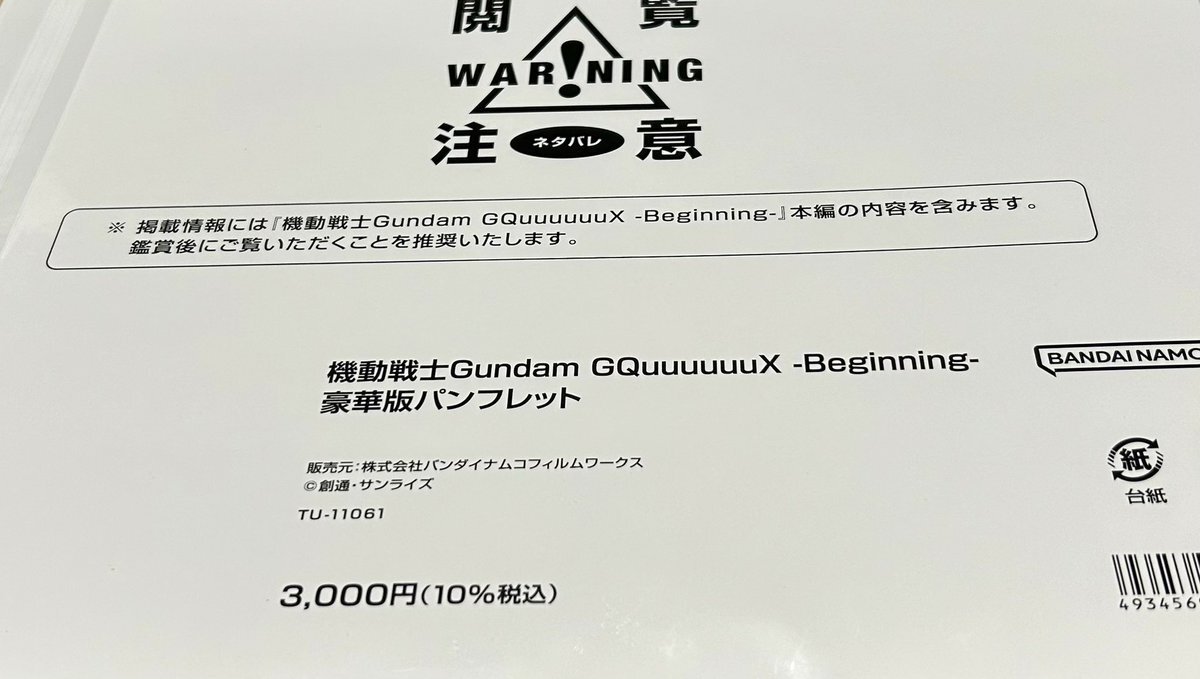 閲覧
WAR!NING
注 ネタバレ 意
※ 掲載情報には『機動戦士Gundam GQuuuuuuX -Beginning-』本編の内容を含みます。
鑑賞後にご覧いただくことを推奨いたします。
機動戦士Gundam GQuuuuuuX -Beginning-
豪華版パンフレット
BANDAI NAMCO
販売元：株式会社バンダイナムコフィルムワークス
©創通・サンライズ
TU-11061
紙
台紙
3,000円（10%税込）
493456